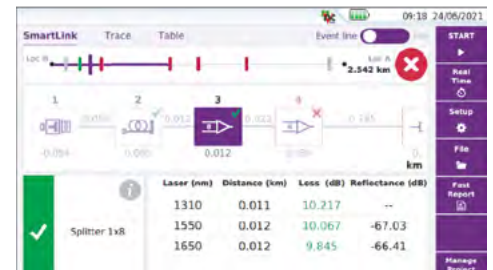 09:18 24/06/2021
SmartLink Trace Table Event line
START
Loc B Loc A
2.542 km
Real Time
1 2 3 4
Setup
0.012
File
0.012
km
Laser (nm) Distance (km) Loss (dB) Reflectance (dB)
Fast Report
1310 0.011 10.217 --
Splitter 1x8 1550 0.012 10.067 -67.03
1650 0.012 9.845 -66.41
Manage Project